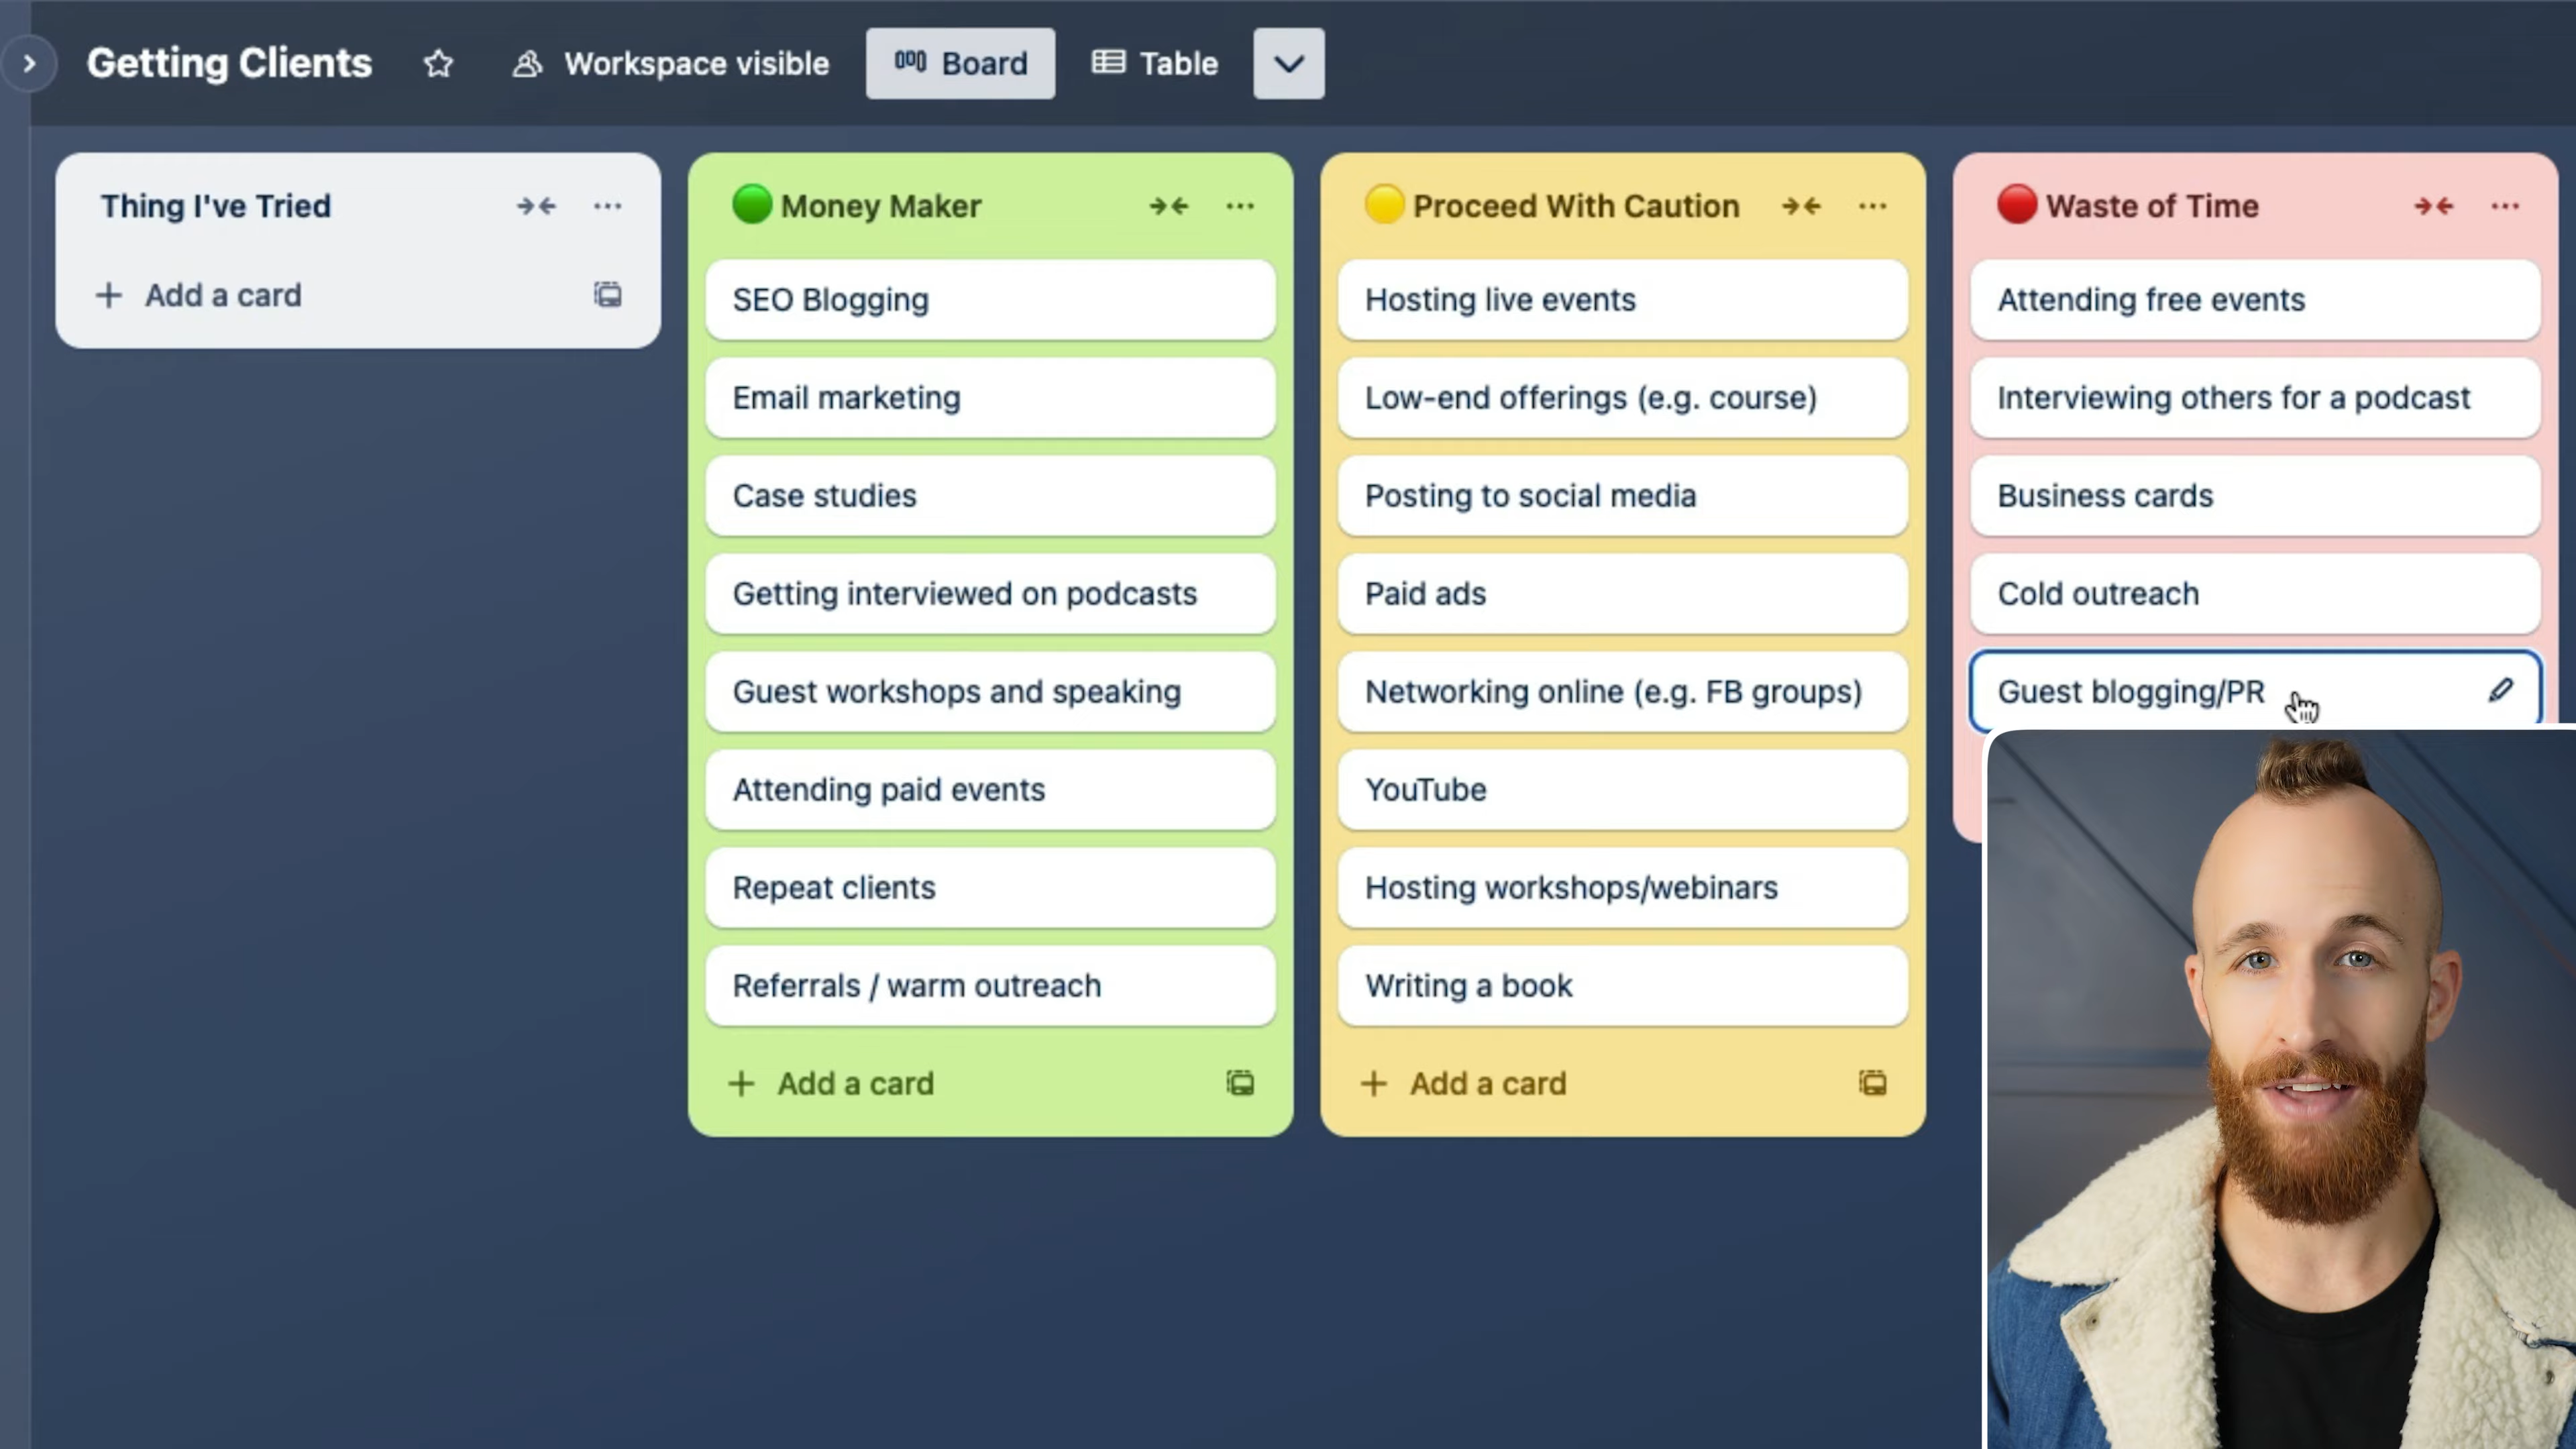 Getting Clients
Workspace visible
Board
Table
Thing I've Tried
Add a card
Money Maker
SEO Blogging
Email marketing
Case studies
Getting interviewed on podcasts
Guest workshops and speaking
Attending paid events
Repeat clients
Referrals / warm outreach
Add a card
Proceed With Caution
Hosting live events
Low-end offerings (e.g. course)
Posting to social media
Paid ads
Networking online (e.g. FB groups)
YouTube
Hosting workshops/webinars
Writing a book
Add a card
Waste of Time
Attending free events
Interviewing others for a podcast
Business cards
Cold outreach
Guest blogging/PR